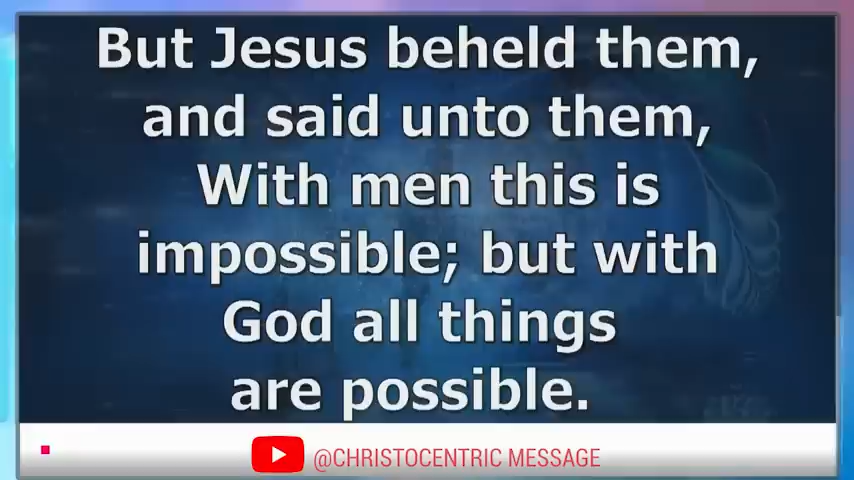 But Jesus beheld them,
and said unto them,
With men this is
impossible; but with
God all things
are possible.
@CHRISTOCENTRIC MESSAGE